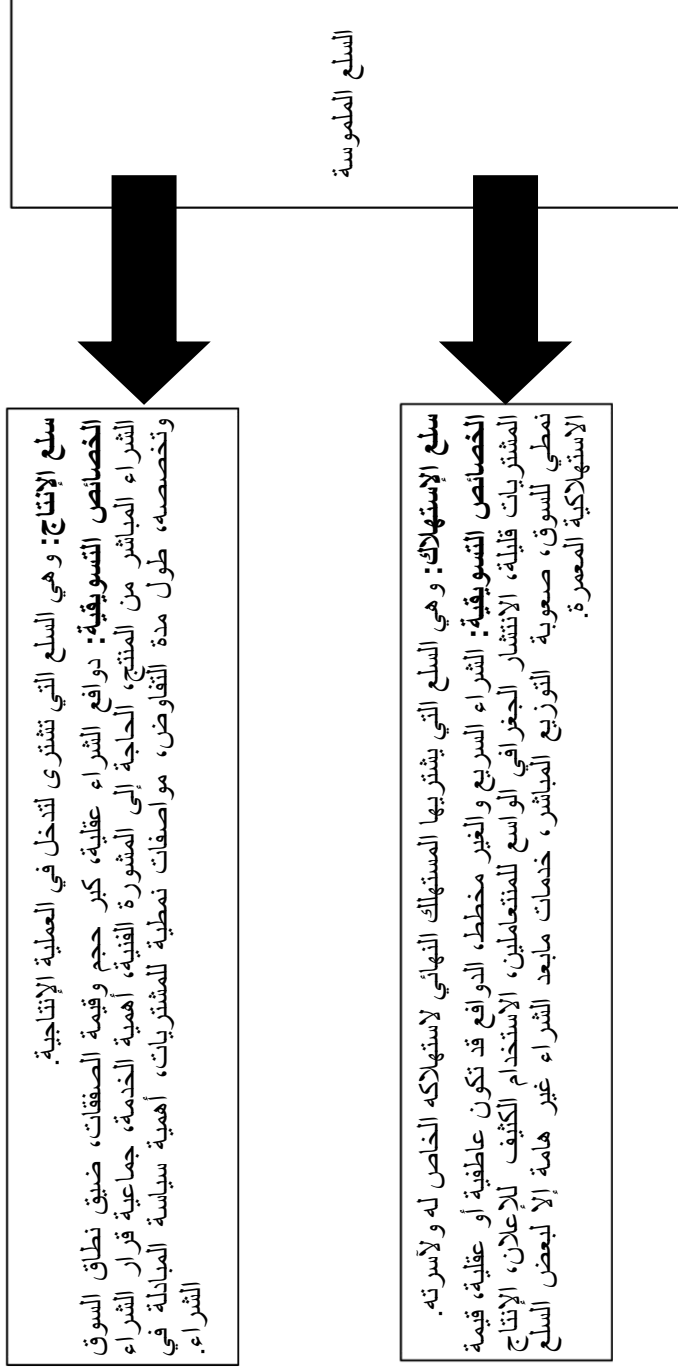 السلع الملموسة
سلع الإنتاج: وهي السلع التي تشترى لتدخل في العملية الإنتاجية.
الخصائص التسويقية: دوافع الشراء عقلية، كبر حجم وقيمة الصفقات، ضيق نطاق السوق
الشراء المباشر من المنتج، الحاجة إلى المشورة الفنية، أهمية الخدمة، جماعية قرار الشراء
وتخصصه، طول مدة التفاوض، مواصفات نمطية للمشتريات، أهمية سياسة المبادلة في
الشراء.
سلع الإستهلاك: وهي السلع التي يشتريها المستهلك النهائي لاستهلاكه الخاص له ولآسرته.
الخصائص التسويقية: الشراء السريع والغير مخطط، الدوافع قد تكون عاطفية أو عقلية، قيمة
المشتريات قليلة، الانتشار الجغرافي الواسع للمنتعاملين، الاستخدام الكثيف للإعلان، الإنتاج
نمطي للسوق، صعوبة التوزيع المباشر، خدمات مابعد الشراء غير هامة إلا لبعض السلع
الاستهلاكية المعمرة.